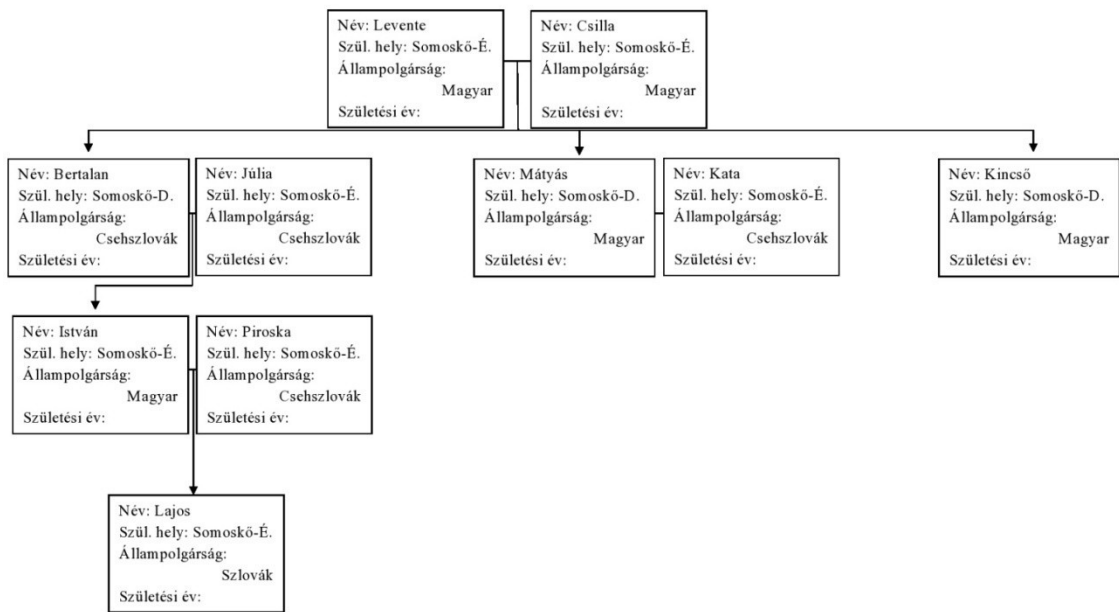 Név: Levente
Szül. hely: Somoskő-É.
Állampolgárság:
Magyar
Születési év:
Név: Csilla
Szül. hely: Somoskő-É.
Állampolgárság:
Magyar
Születési év:
Név: Bertalan
Szül. hely: Somoskő-D.
Állampolgárság:
Csehszlovák
Születési év:
Név: Júlia
Szül. hely: Somoskő-É.
Állampolgárság:
Csehszlovák
Születési év:
Név: Mátyás
Szül. hely: Somoskő-D.
Állampolgárság:
Magyar
Születési év:
Név: Kata
Szül. hely: Somoskő-É.
Állampolgárság:
Csehszlovák
Születési év:
Név: Kincső
Szül. hely: Somoskő-D.
Állampolgárság:
Magyar
Születési év:
Név: István
Szül. hely: Somoskő-É.
Állampolgárság:
Magyar
Születési év:
Név: Piroska
Szül. hely: Somoskő-É.
Állampolgárság:
Csehszlovák
Születési év:
Név: Lajos
Szül. hely: Somoskő-É.
Állampolgárság:
Szlovák
Születési év: